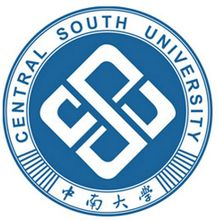 CENTRAL SOUTH UNIVERSITY
中南大学